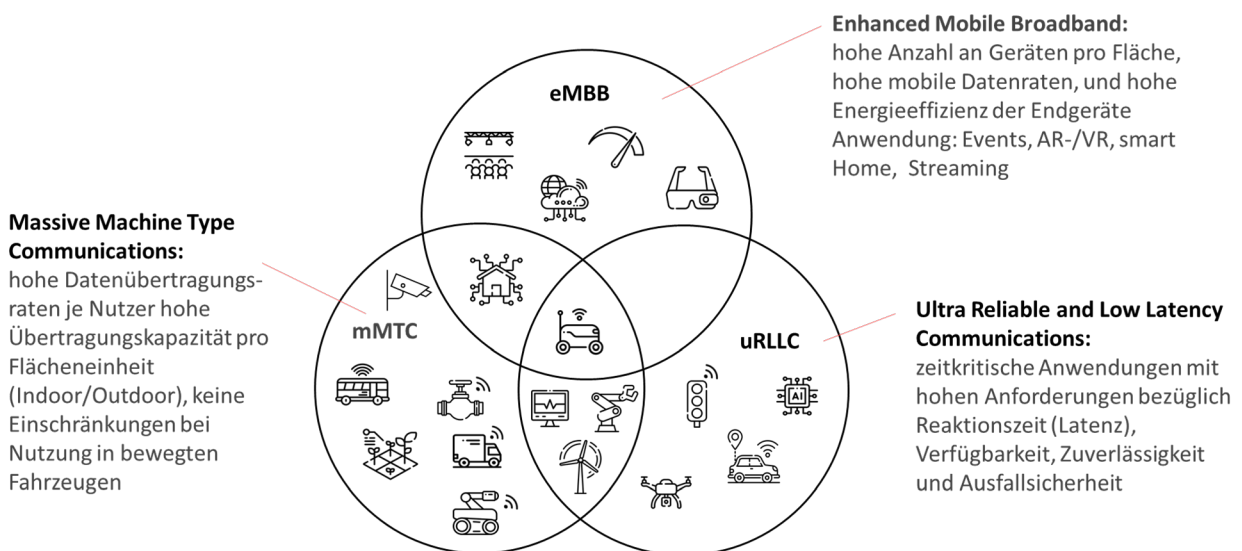 Enhanced Mobile Broadband:
hohe Anzahl an Geräten pro Fläche,
hohe mobile Datenraten, und hohe
Energieeffizienz der Endgeräte
Anwendung: Events, AR-/VR, smart
Home, Streaming
eMBB
Massive Machine Type
Communications:
hohe Datenübertragungs-
raten je Nutzer hohe
Übertragungskapazität pro
Flächeneinheit
(Indoor/Outdoor), keine
Einschränkungen bei
Nutzung in bewegten
Fahrzeugen
mMTC
uRLLC
AI
Ultra Reliable and Low Latency
Communications:
zeitkritische Anwendungen mit
hohen Anforderungen bezüglich
Reaktionszeit (Latenz),
Verfügbarkeit, Zuverlässigkeit
und Ausfallsicherheit